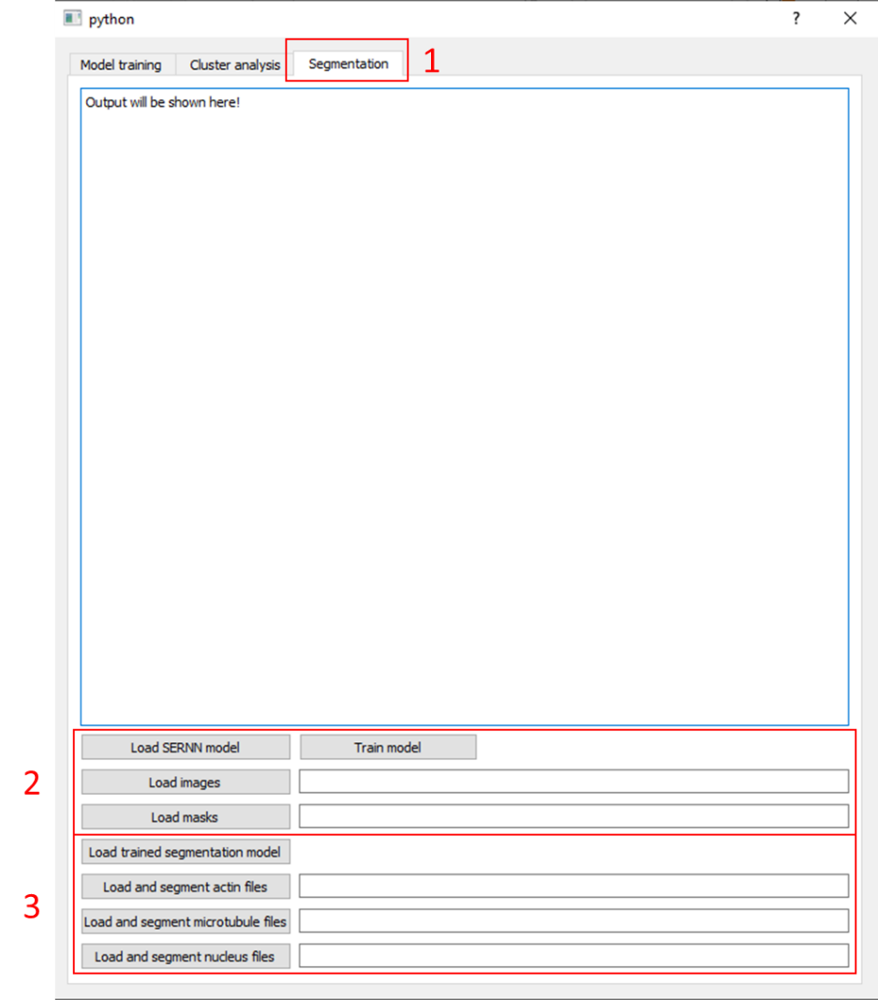 python ? ×
Model training Cluster analysis Segmentation 1
Output will be shown here!
Load SERNN model Train model
2
Load images
Load masks
Load trained segmentation model
Load and segment actin files
3
Load and segment microtubule files
Load and segment nucleus files